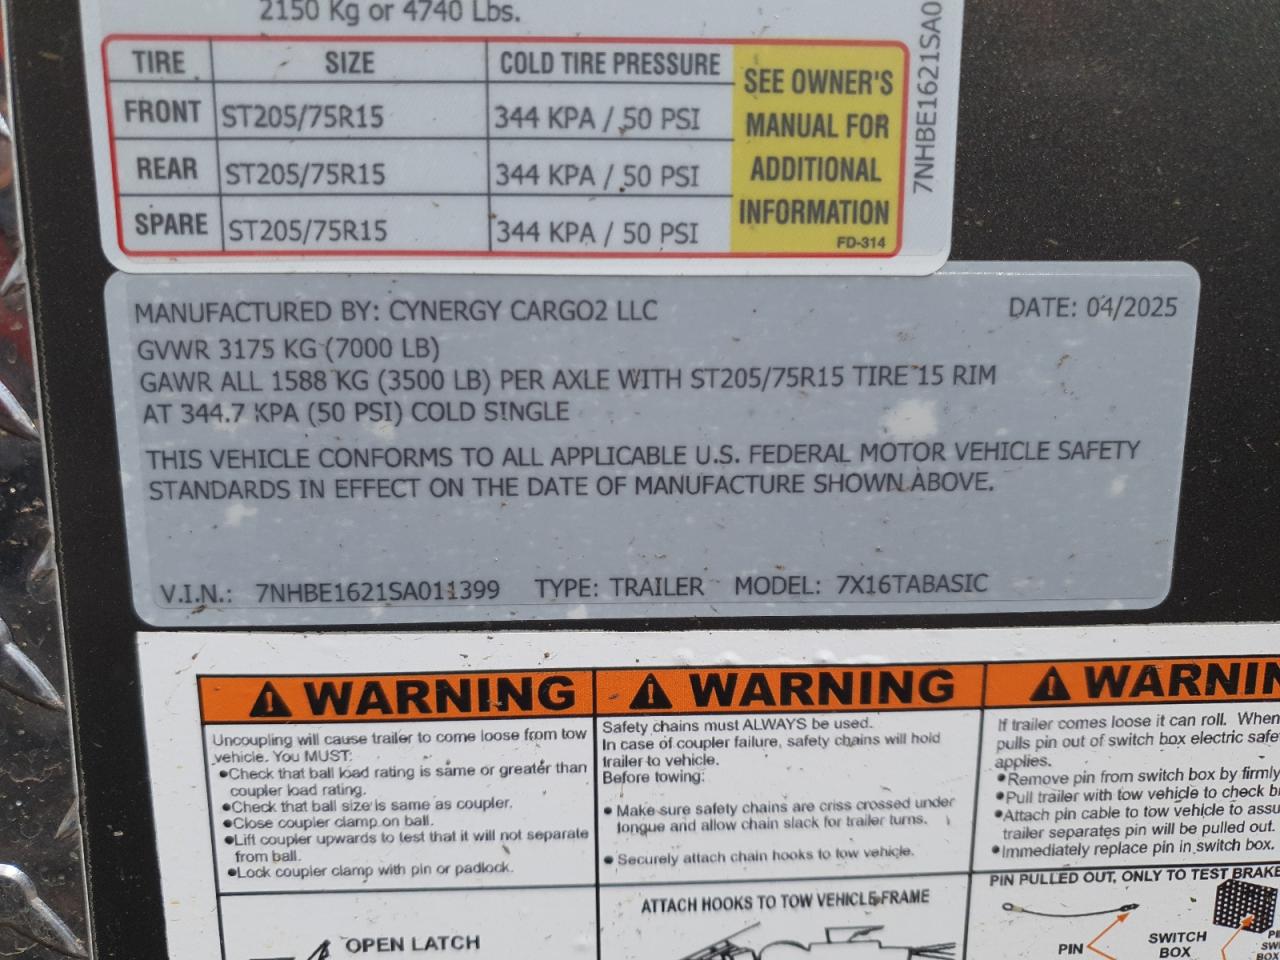 2150 Kg or 4740 Lbs.
TIRE SIZE COLD TIRE PRESSURE
FRONT ST205/75R15 344 KPA / 50 PSI
REAR ST205/75R15 344 KPA / 50 PSI
SPARE ST205/75R15 344 KPA / 50 PSI
SEE OWNER'S
MANUAL FOR
ADDITIONAL
INFORMATION
FD-314
7NHBE1621SA0
MANUFACTURED BY: CYNERGY CARGO2 LLC DATE: 04/2025
GVWR 3175 KG (7000 LB)
GAWR ALL 1588 KG (3500 LB) PER AXLE WITH ST205/75R15 TIRE 15 RIM
AT 344.7 KPA (50 PSI) COLD SINGLE
THIS VEHICLE CONFORMS TO ALL APPLICABLE U.S. FEDERAL MOTOR VEHICLE SAFETY
STANDARDS IN EFFECT ON THE DATE OF MANUFACTURE SHOWN ABOVE.
V.I.N.: 7NHBE1621SA011399 TYPE: TRAILER MODEL: 7X16TABASIC
WARNING
Uncoupling will cause trailer to come loose from tow
vehicle. You MUST:
•Check that ball load rating is same or greater than
coupler load rating.
•Check that ball size is same as coupler.
•Close coupler clamp on ball.
•Lift coupler upwards to test that it will not separate
from ball.
•Lock coupler clamp with pin or padlock.
OPEN LATCH
WARNING
Safety chains must ALWAYS be used.
In case of coupler failure, safety chains will hold
trailer to vehicle.
Before towing:
• Make sure safety chains are criss crossed under
tongue and allow chain slack for trailer turns.
• Securely attach chain hooks to tow vehicle.
ATTACH HOOKS TO TOW VEHICLE FRAME
WARNIN
If trailer comes loose it can roll. When
pulls pin out of switch box electric safe
applies.
•Remove pin from switch box by firmly
•Pull trailer with tow vehicle to check b
•Attach pin cable to tow vehicle to assu
trailer separates pin will be pulled out.
•Immediately replace pin in switch box.
PIN PULLED OUT, ONLY TO TEST BRAKE
PIN
SWITCH
BOX